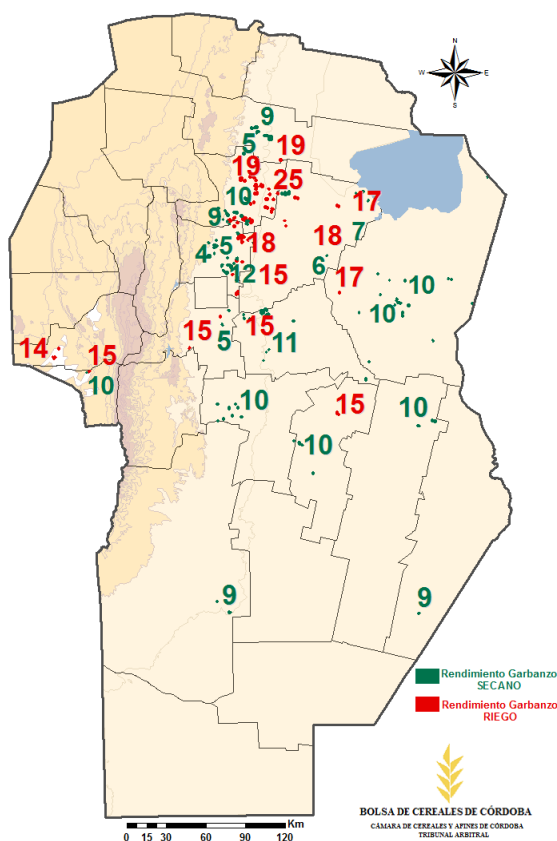 N
W E
S
9
5
19
19
25
10
17
9
7
18
18
5
4
6
12
15
17
10
10
15
15
5
11
14
15
10
10
15
10
10
9
9
Rendimiento Garbanzo
SECANO
Rendimiento Garbanzo
RIEGO
BOLSA DE CEREALES DE CÓRDOBA
CÁMARA DE CEREALES Y AFINES DE CÓRDOBA
TRIBUNAL ARBITRAL
Km
0 15 30 60 90 120